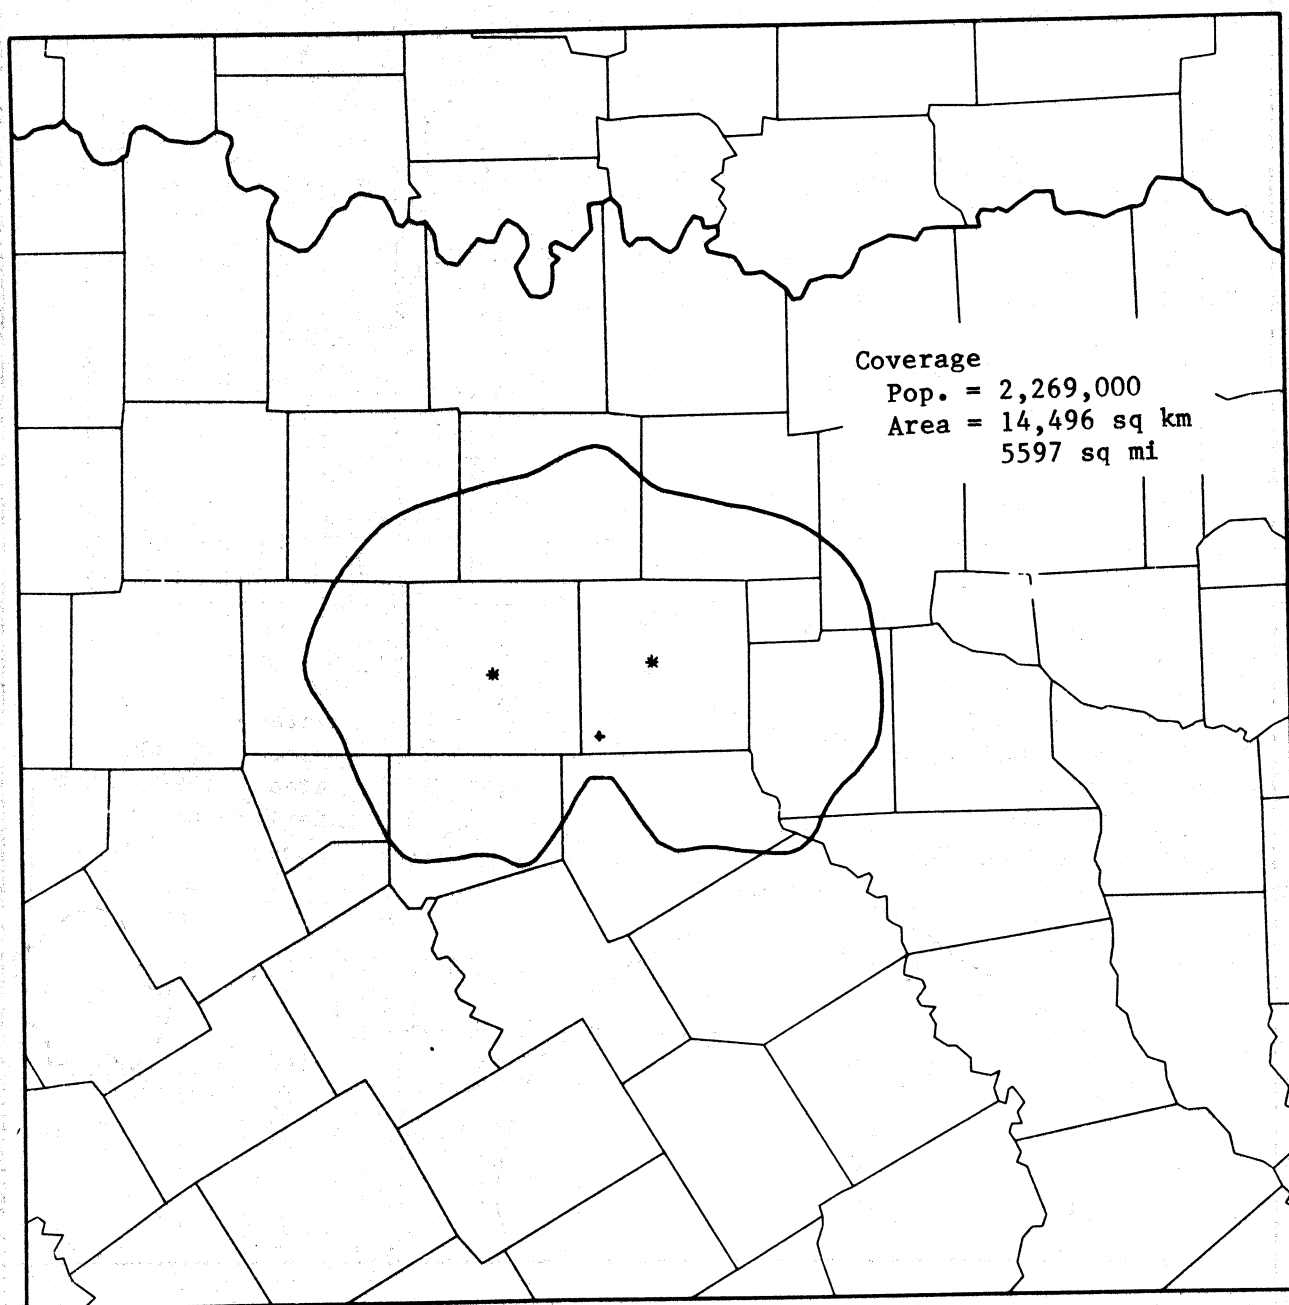 Coverage
Pop. = 2,269,000
Area = 14,496 sq km
5597 sq mi